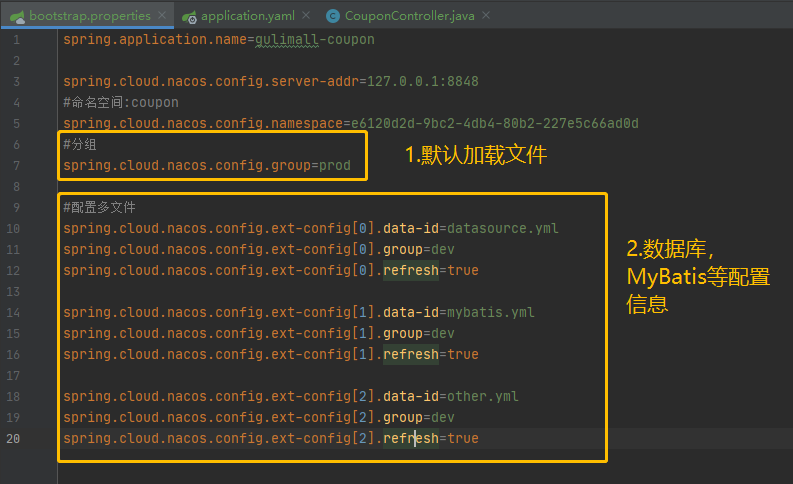 bootstrap.properties
application.yaml
CouponController.java
1 spring.application.name=gulimall-coupon
2
3 spring.cloud.nacos.config.server-addr=127.0.0.1:8848
4 #命名空间:coupon
5 spring.cloud.nacos.config.namespace=e6120d2d-9bc2-4db4-80b2-227e5c66ad0d
6 #分组
7 spring.cloud.nacos.config.group=prod
1.默认加载文件
8
9 #配置多文件
10 spring.cloud.nacos.config.ext-config[0].data-id=datasource.yml
11 spring.cloud.nacos.config.ext-config[0].group=dev
12 spring.cloud.nacos.config.ext-config[0].refresh=true
13
14 spring.cloud.nacos.config.ext-config[1].data-id=mybatis.yml
15 spring.cloud.nacos.config.ext-config[1].group=dev
16 spring.cloud.nacos.config.ext-config[1].refresh=true
17
18 spring.cloud.nacos.config.ext-config[2].data-id=other.yml
19 spring.cloud.nacos.config.ext-config[2].group=dev
20 spring.cloud.nacos.config.ext-config[2].refresh=true
2.数据库，
MyBatis等配置
信息